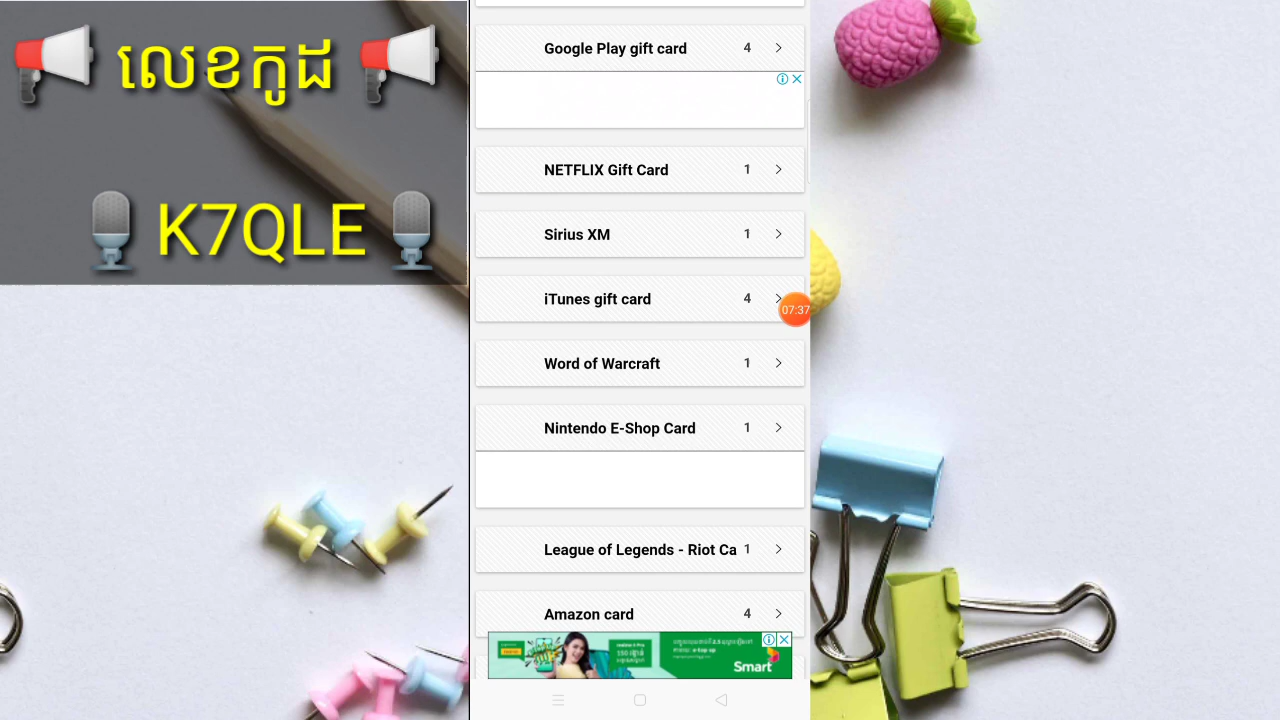 លេខកូដ
K7QLE
Google Play gift card 4
NETFLIX Gift Card 1
Sirius XM 1
iTunes gift card 4
07:37
Word of Warcraft 1
Nintendo E-Shop Card 1
League of Legends - Riot Ca 1
Amazon card 4
Smart